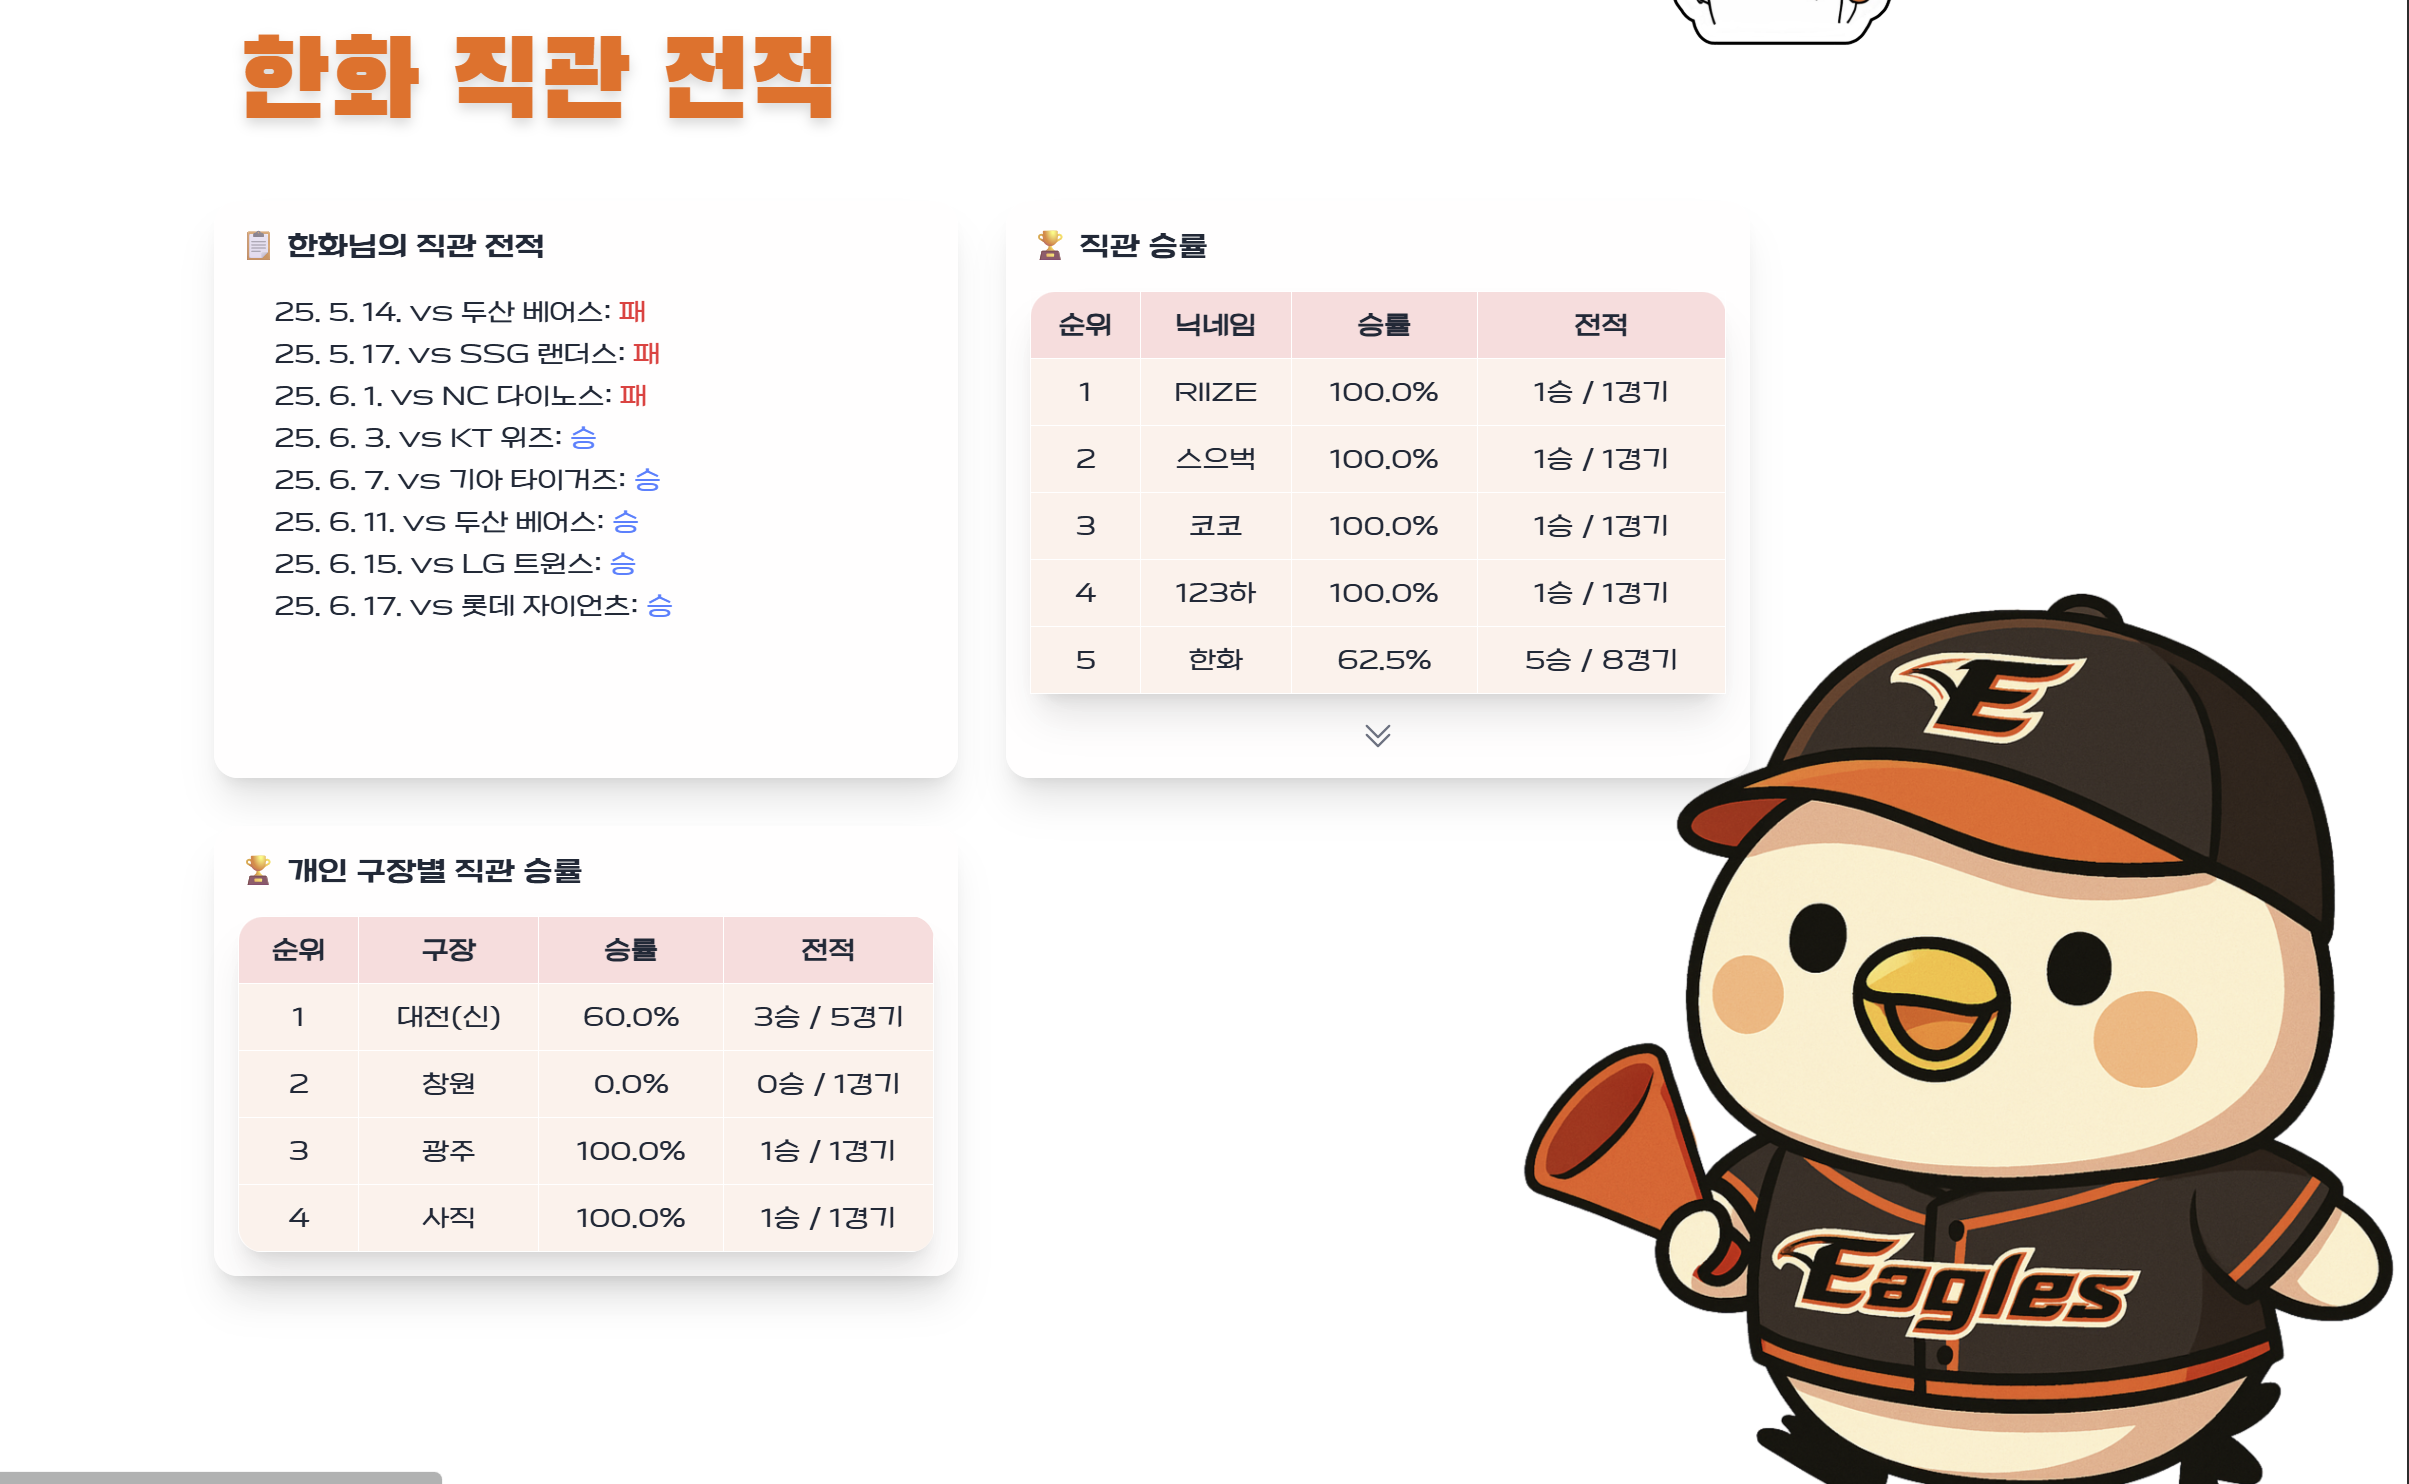 한화 직관 전적
📋 한화님의 직관 전적
25. 5. 14. vs 두산 베어스: 패
25. 5. 17. vs SSG 랜더스: 패
25. 6. 1. vs NC 다이노스: 패
25. 6. 3. vs KT 위즈: 승
25. 6. 7. vs 기아 타이거즈: 승
25. 6. 11. vs 두산 베어스: 승
25. 6. 15. vs LG 트윈스: 승
25. 6. 17. vs 롯데 자이언츠: 승
🏆 직관 승률
순위 닉네임 승률 전적
1 RIIZE 100.0% 1승 / 1경기
2 스으벅 100.0% 1승 / 1경기
3 코코 100.0% 1승 / 1경기
4 123하 100.0% 1승 / 1경기
5 한화 62.5% 5승 / 8경기
🏆 개인 구장별 직관 승률
순위 구장 승률 전적
1 대전(신) 60.0% 3승 / 5경기
2 창원 0.0% 0승 / 1경기
3 광주 100.0% 1승 / 1경기
4 사직 100.0% 1승 / 1경기
E
Eagles